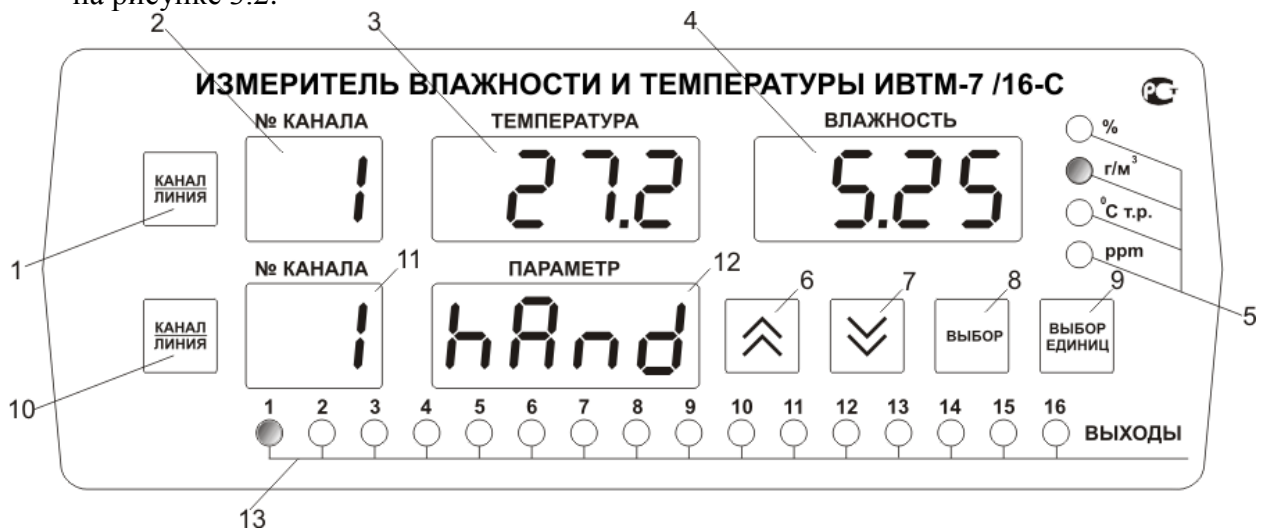 на рисунке 3.2.
2 3 4
ИЗМЕРИТЕЛЬ ВЛАЖНОСТИ И ТЕМПЕРАТУРЫ ИВТМ-7 /16-С
РСТ
№ КАНАЛА ТЕМПЕРАТУРА ВЛАЖНОСТЬ
%
КАНАЛ
ЛИНИЯ
1 27.2 5.25
г/м³
⁰С т.р.
ppm
1
5
№ КАНАЛА 11 ПАРАМЕТР 12 6 7 8 9
КАНАЛ
ЛИНИЯ
1 hAnd
ВЫБОР
ВЫБОР
ЕДИНИЦ
10
1 2 3 4 5 6 7 8 9 10 11 12 13 14 15 16
ВЫХОДЫ
13